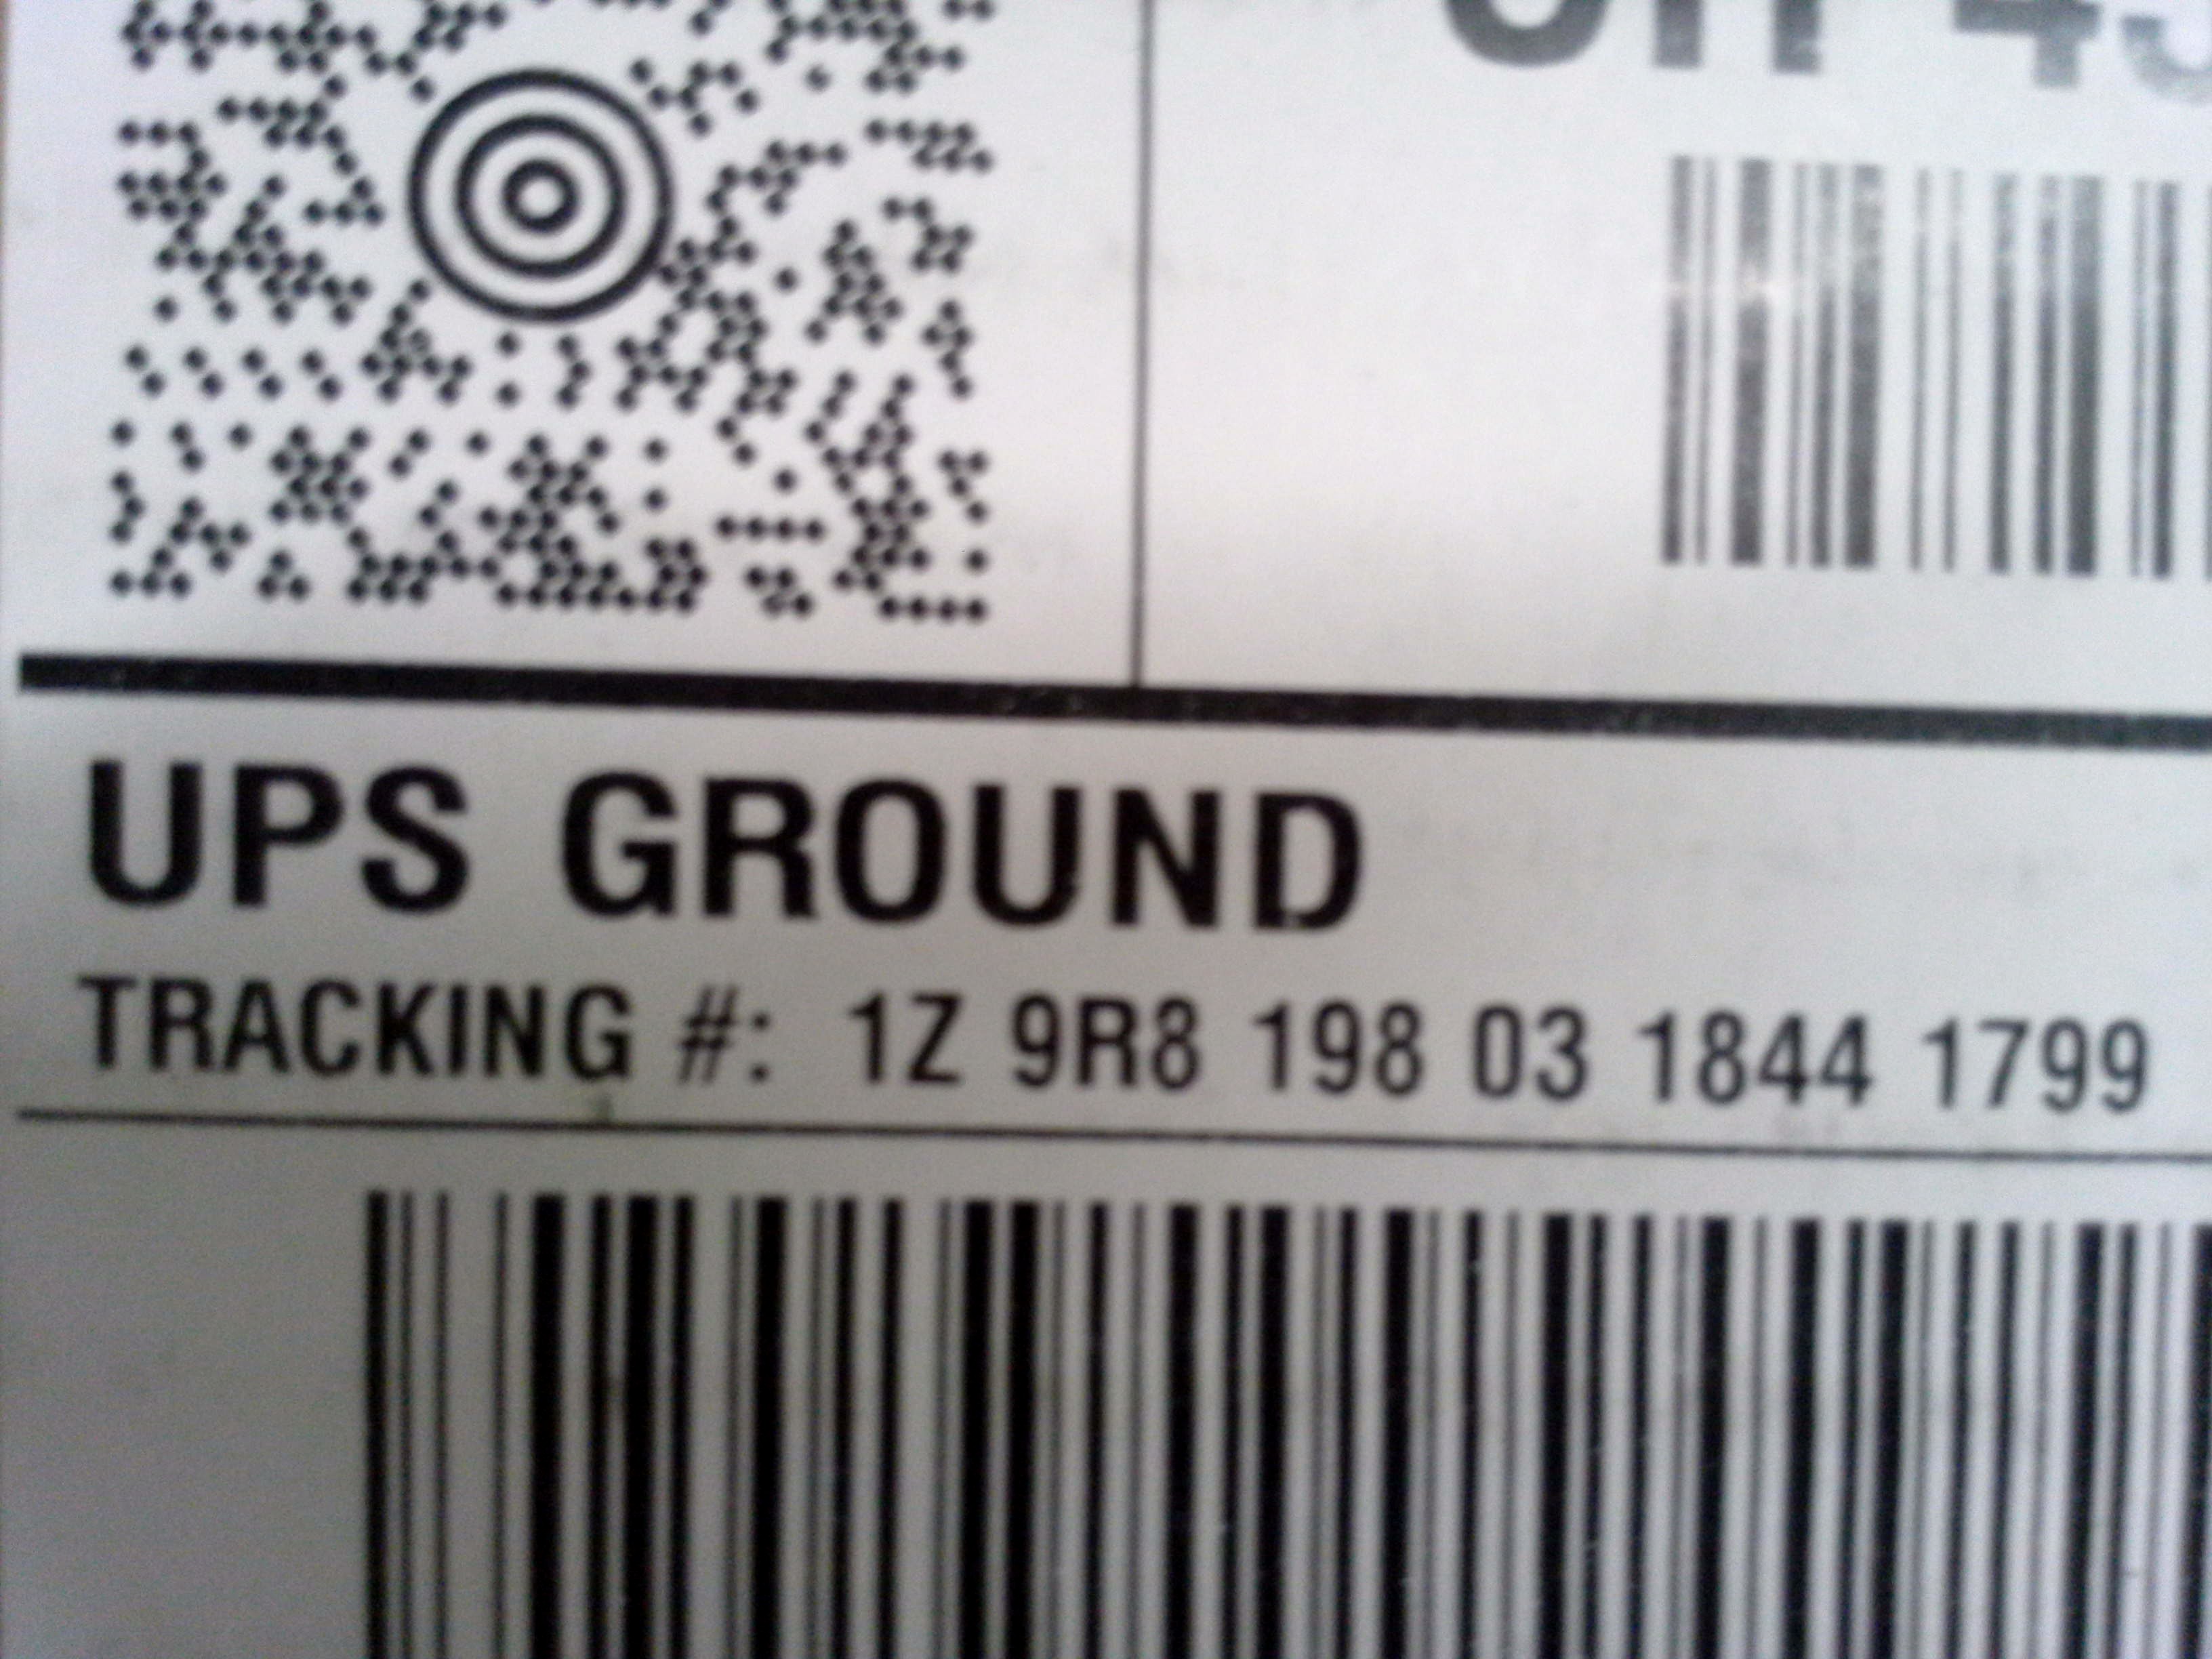 UPS GROUND
TRACKING #: 1Z 9R8 198 03 1844 1799